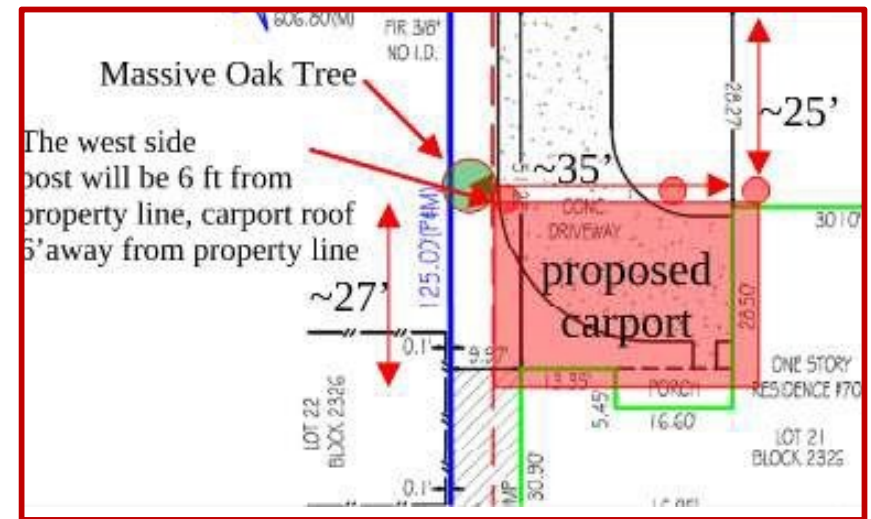 606.80'(M)
FIR 3/8"
NO I.D.
Massive Oak Tree
28.27'
~25'
The west side
post will be 6 ft from
property line, carport roof
6'away from property line
~35'
125.00'(P&M)
CONC.
DRIVEWAY
30.10'
proposed
carport
~27'
28.50'
0.1'
9.97'
13.35'
PORCH
ONE STORY
RESIDENCE #70
LOT 22
BLOCK 2326
5.45'
16.60'
LOT 21
BLOCK 2326
30.90'
0.1'